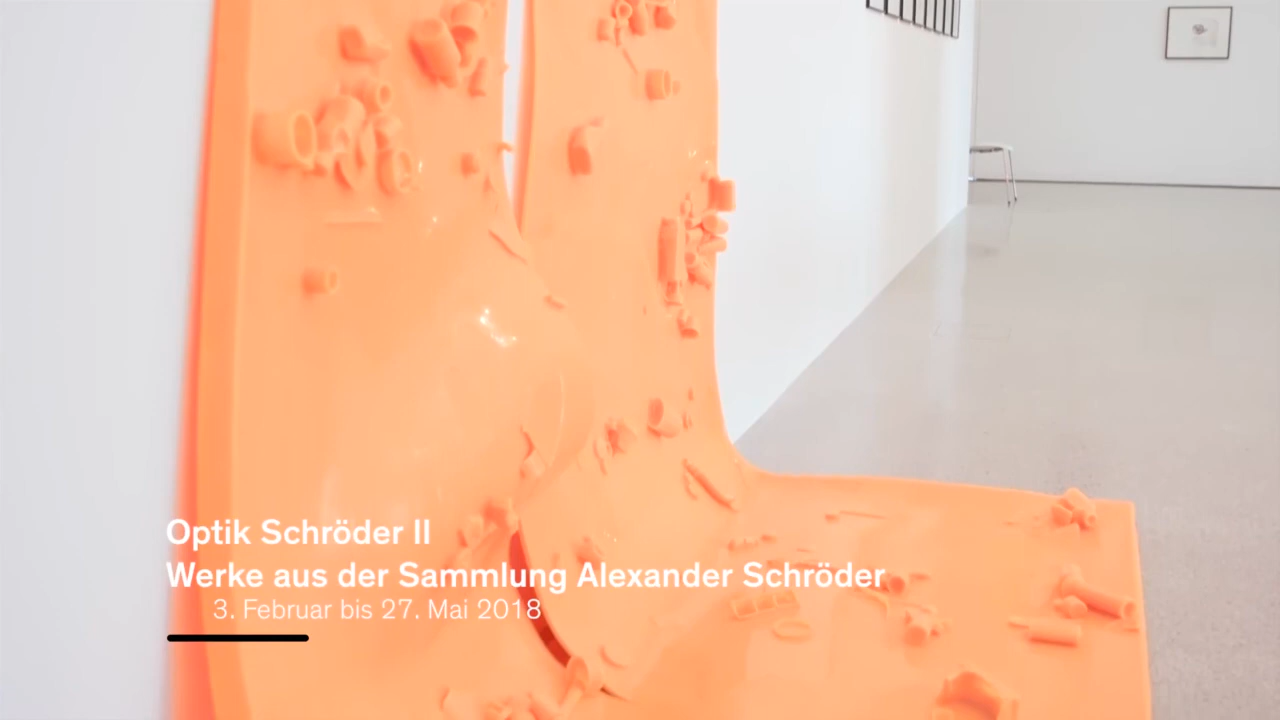 Optik Schröder II
Werke aus der Sammlung Alexander Schröder
3. Februar bis 27. Mai 2018